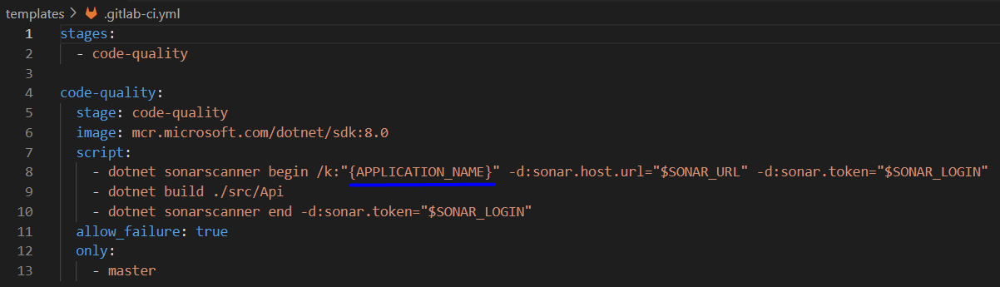 templates > .gitlab-ci.yml
1 stages:
2 - code-quality
3
4 code-quality:
5 stage: code-quality
6 image: mcr.microsoft.com/dotnet/sdk:8.0
7 script:
8 - dotnet sonarscanner begin /k:"{APPLICATION_NAME}" -d:sonar.host.url="$SONAR_URL" -d:sonar.token="$SONAR_LOGIN"
9 - dotnet build ./src/Api
10 - dotnet sonarscanner end -d:sonar.token="$SONAR_LOGIN"
11 allow_failure: true
12 only:
13 - master